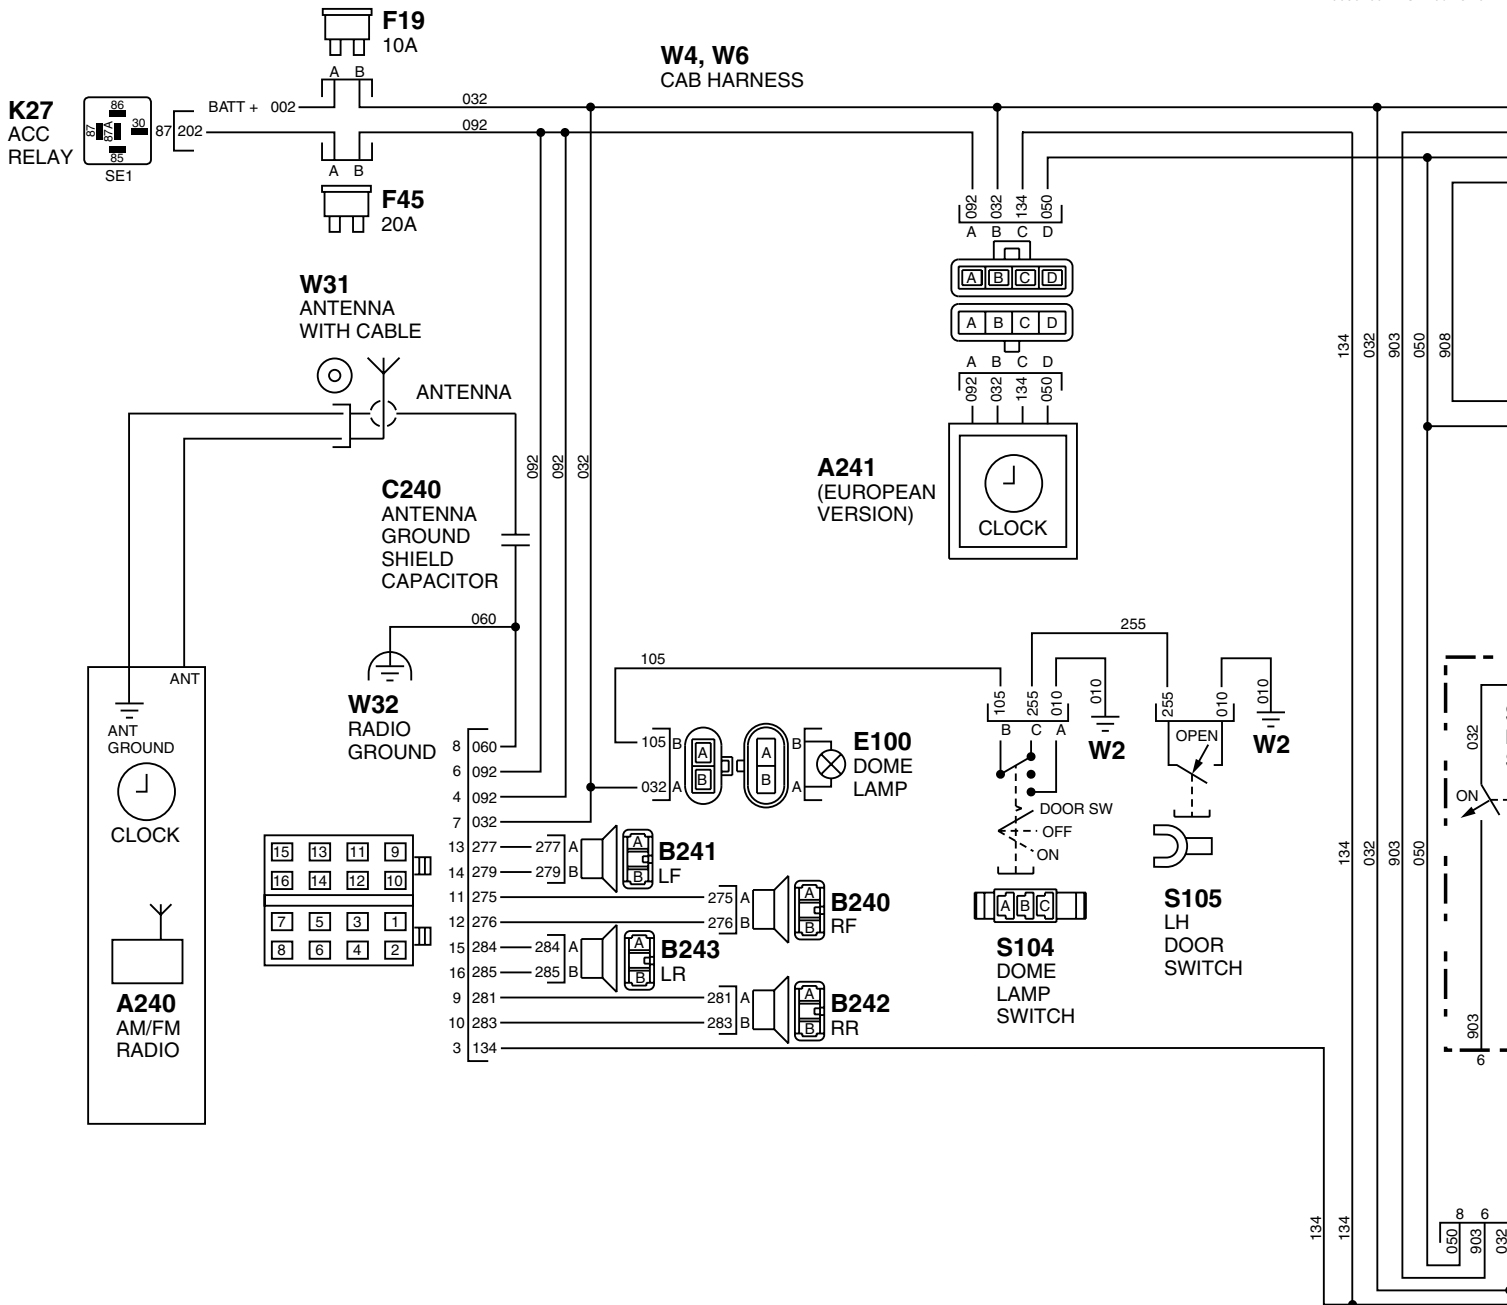 F19
10A
A B
W4, W6
CAB HARNESS
K27
ACC
RELAY
86
87
87A
30
85
SE1
BATT + 002
87 202
032
092
A B
F45
20A
092 032 134 050
A B C D
A B C D
A B C D
A B C D
092 032 134 050
W31
ANTENNA
WITH CABLE
ANTENNA
134 032 903 050 908
092 092 032
A241
(EUROPEAN
VERSION)
CLOCK
C240
ANTENNA
GROUND
SHIELD
CAPACITOR
060
W32
RADIO
GROUND
ANT
ANT
GROUND
CLOCK
A240
AM/FM
RADIO
105
255
105 255 010
B C A
010
W2
255 010
010
W2
OPEN
105 B
032 A
A
B
A
B
B
A
E100
DOME
LAMP
DOOR SW
OFF
ON
A B C
S104
DOME
LAMP
SWITCH
S105
LH
DOOR
SWITCH
8 060
6 092
4 092
7 032
13 277
14 279
11 275
12 276
15 284
16 285
9 281
10 283
3 134
277 A
279 B
A
B
B241
LF
275 A
276 B
A
B
B240
RF
284 A
285 B
A
B
B243
LR
281 A
283 B
A
B
B242
RR
15 13 11 9
16 14 12 10
7 5 3 1
8 6 4 2
134 032 903 050
032
ON
903
6
134 134
8 6
050 903 032